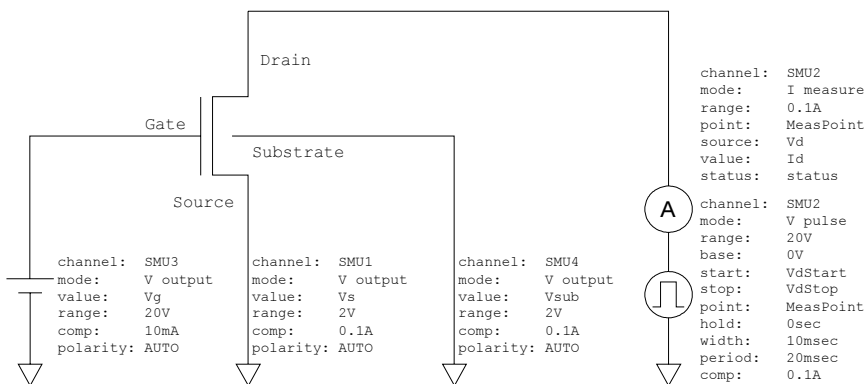 Drain
Gate
Substrate
Source
channel: SMU2
mode: I measure
range: 0.1A
point: MeasPoint
source: Vd
value: Id
status: status
A
channel: SMU2
mode: V pulse
range: 20V
base: 0V
start: VdStart
stop: VdStop
point: MeasPoint
hold: 0sec
width: 10msec
period: 20msec
comp: 0.1A
channel: SMU3
mode: V output
value: Vg
range: 20V
comp: 10mA
polarity: AUTO
channel: SMU1
mode: V output
value: Vs
range: 2V
comp: 0.1A
polarity: AUTO
channel: SMU4
mode: V output
value: Vsub
range: 2V
comp: 0.1A
polarity: AUTO